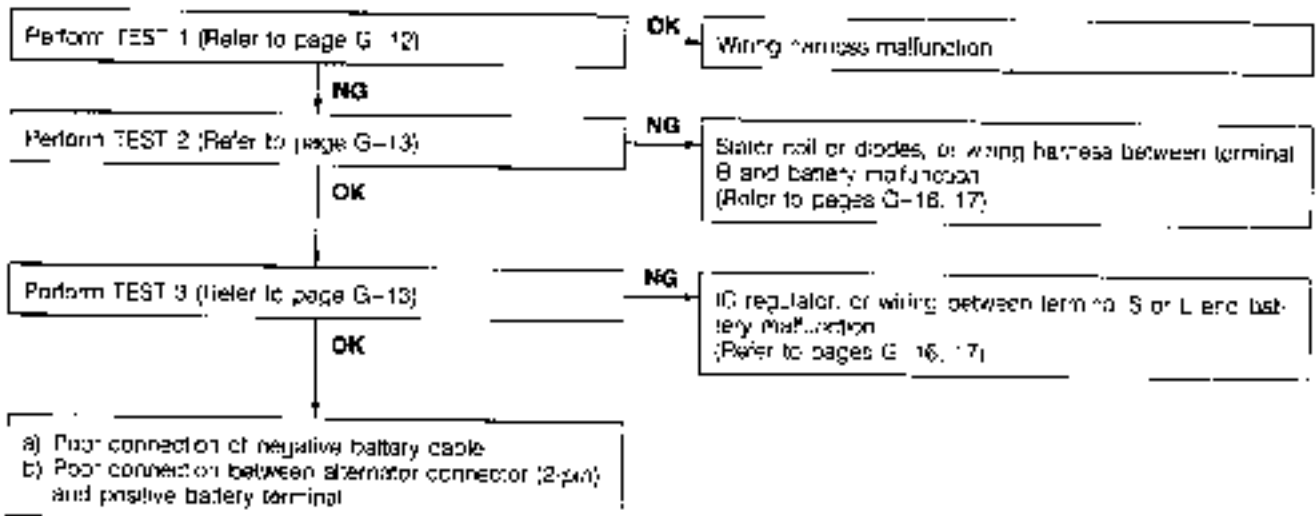 Perform TEST 1 (Refer to page G–12)
OK
Wiring harness malfunction
NG
Perform TEST 2 (Refer to page G–13)
NG
Stator coil or diodes, or wiring harness between terminal
B and battery malfunction
(Refer to pages G–16, 17)
OK
Perform TEST 3 (Refer to page G–13)
NG
IC regulator, or wiring between terminal S or L and bat-
tery malfunction
(Refer to pages G–16, 17)
OK
a) Poor connection of negative battery cable
b) Poor connection between alternator connector (2-pin)
and positive battery terminal